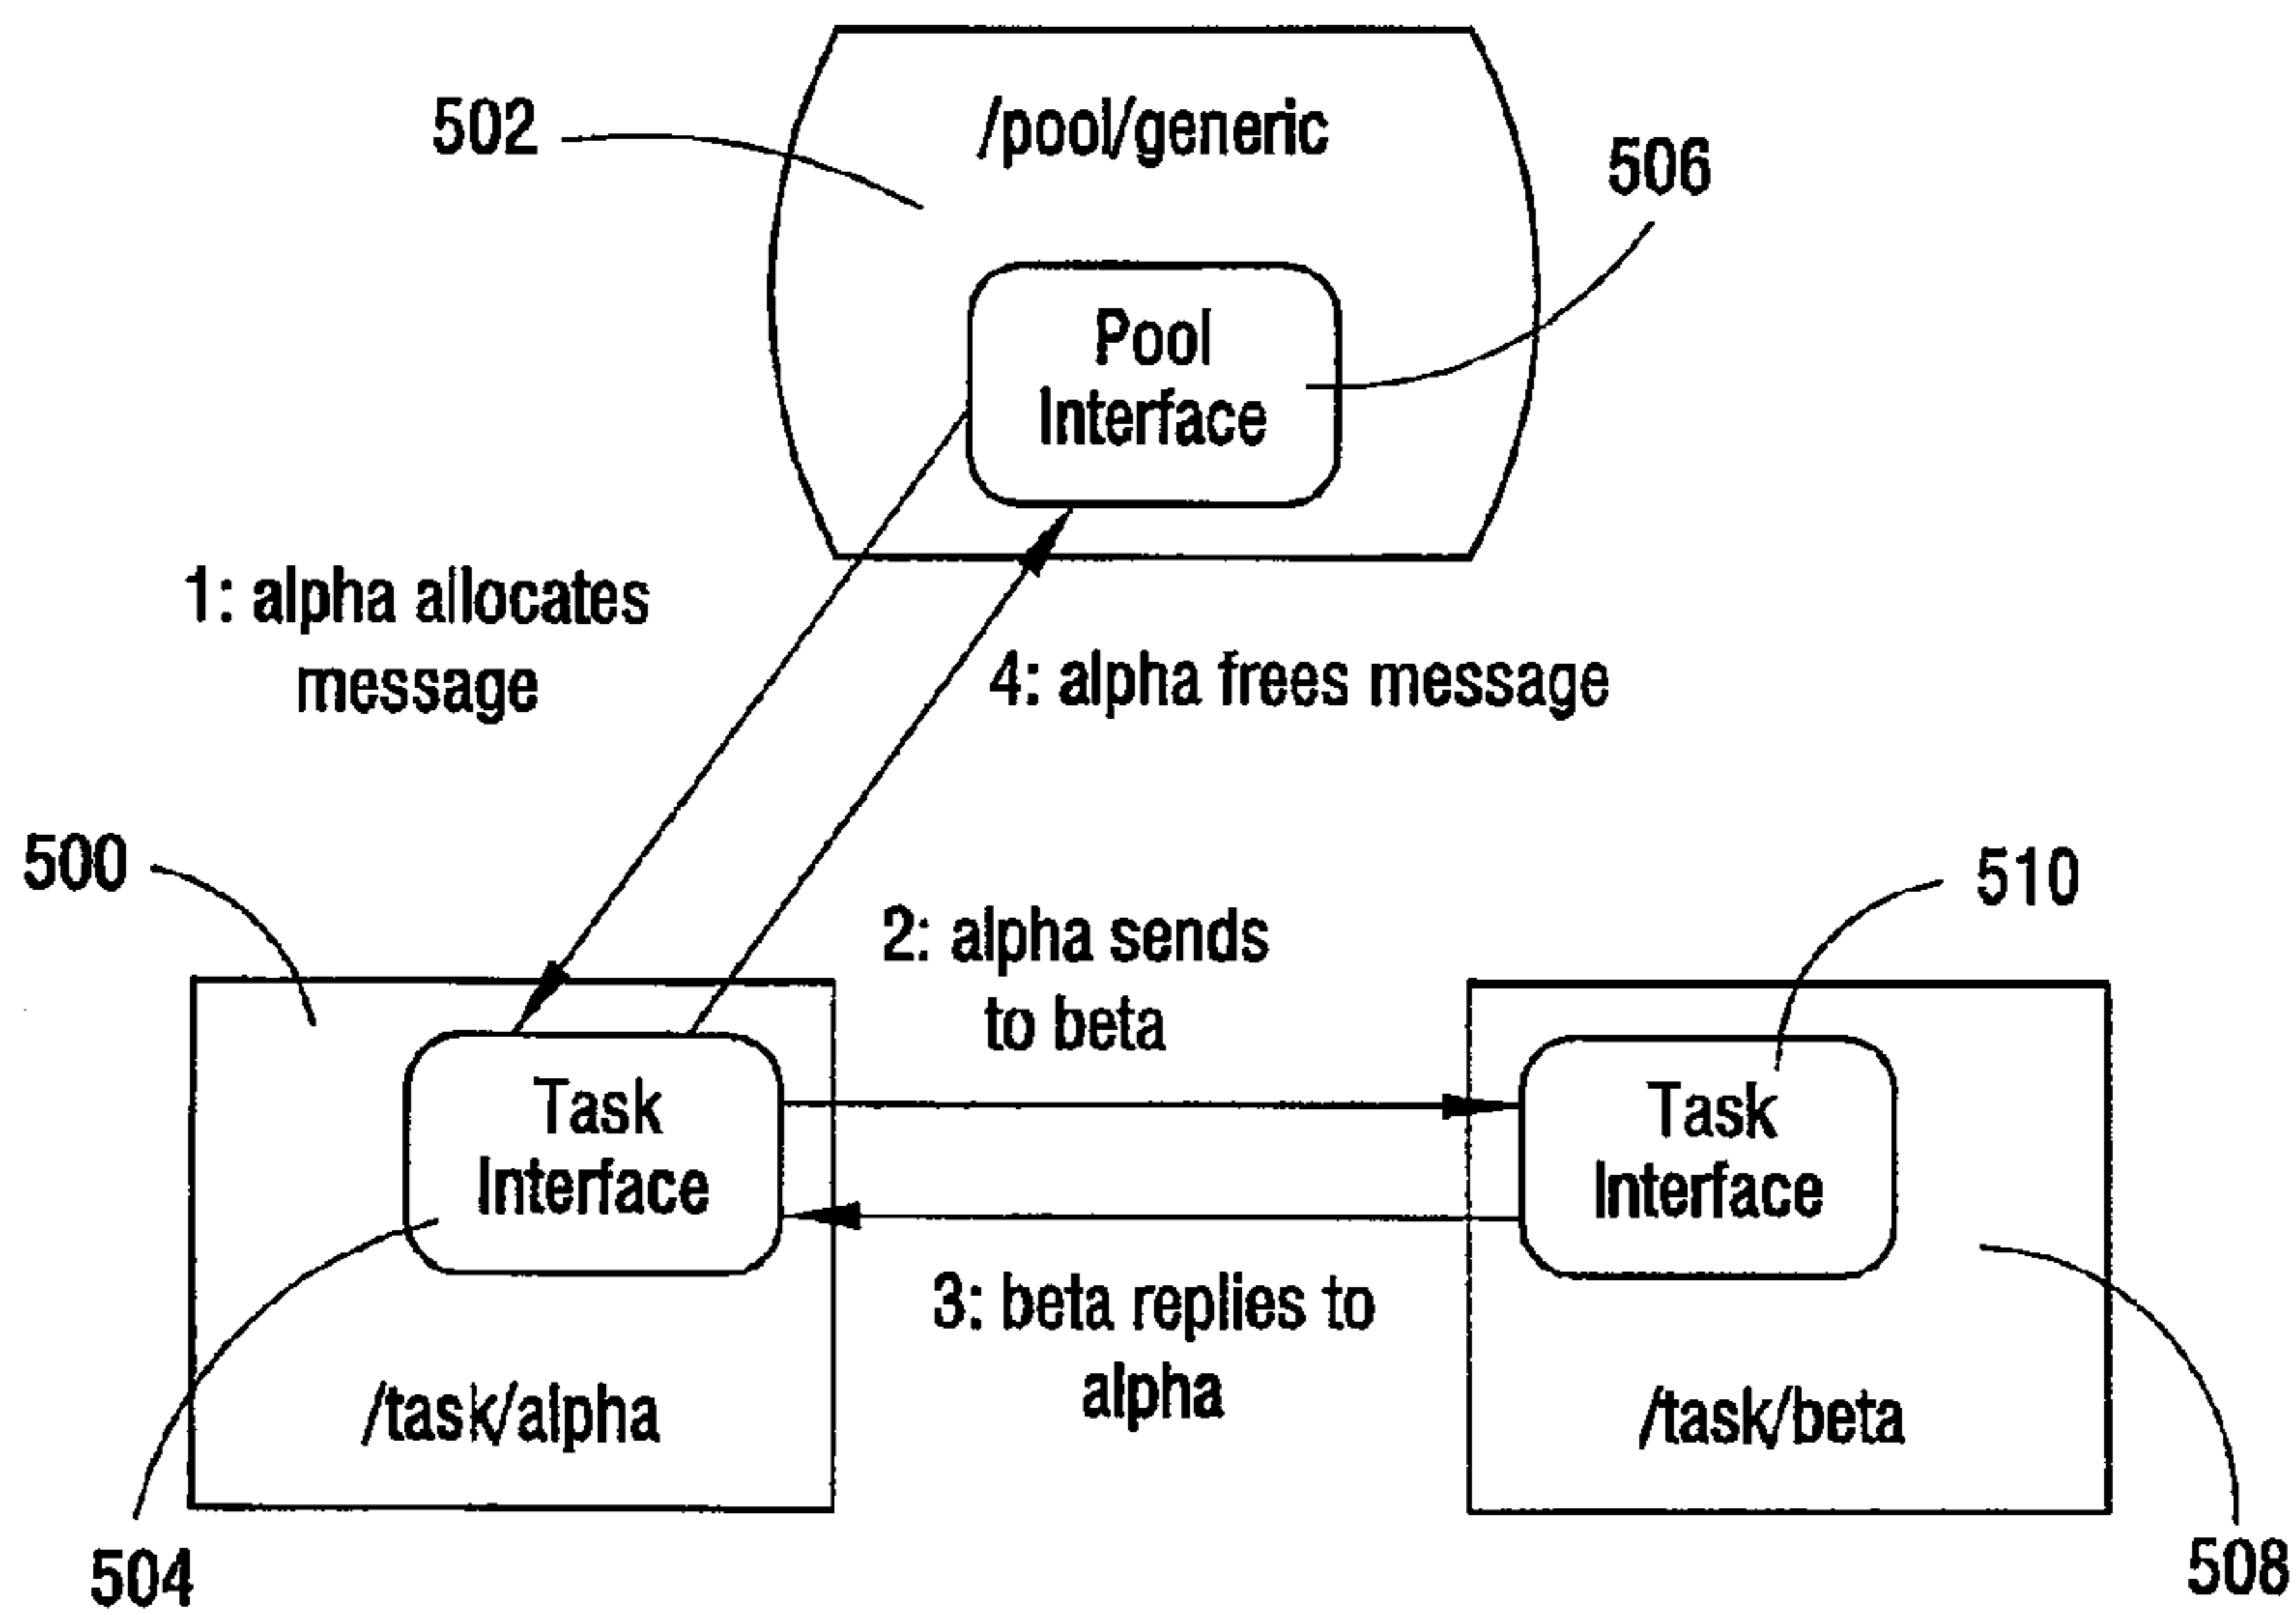 502
/pool/generic
506
Pool
Interface
1: alpha allocates
message
4: alpha frees message
500
510
2: alpha sends
to beta
Task
Interface
Task
Interface
3: beta replies to
alpha
/task/alpha
/task/beta
504
508